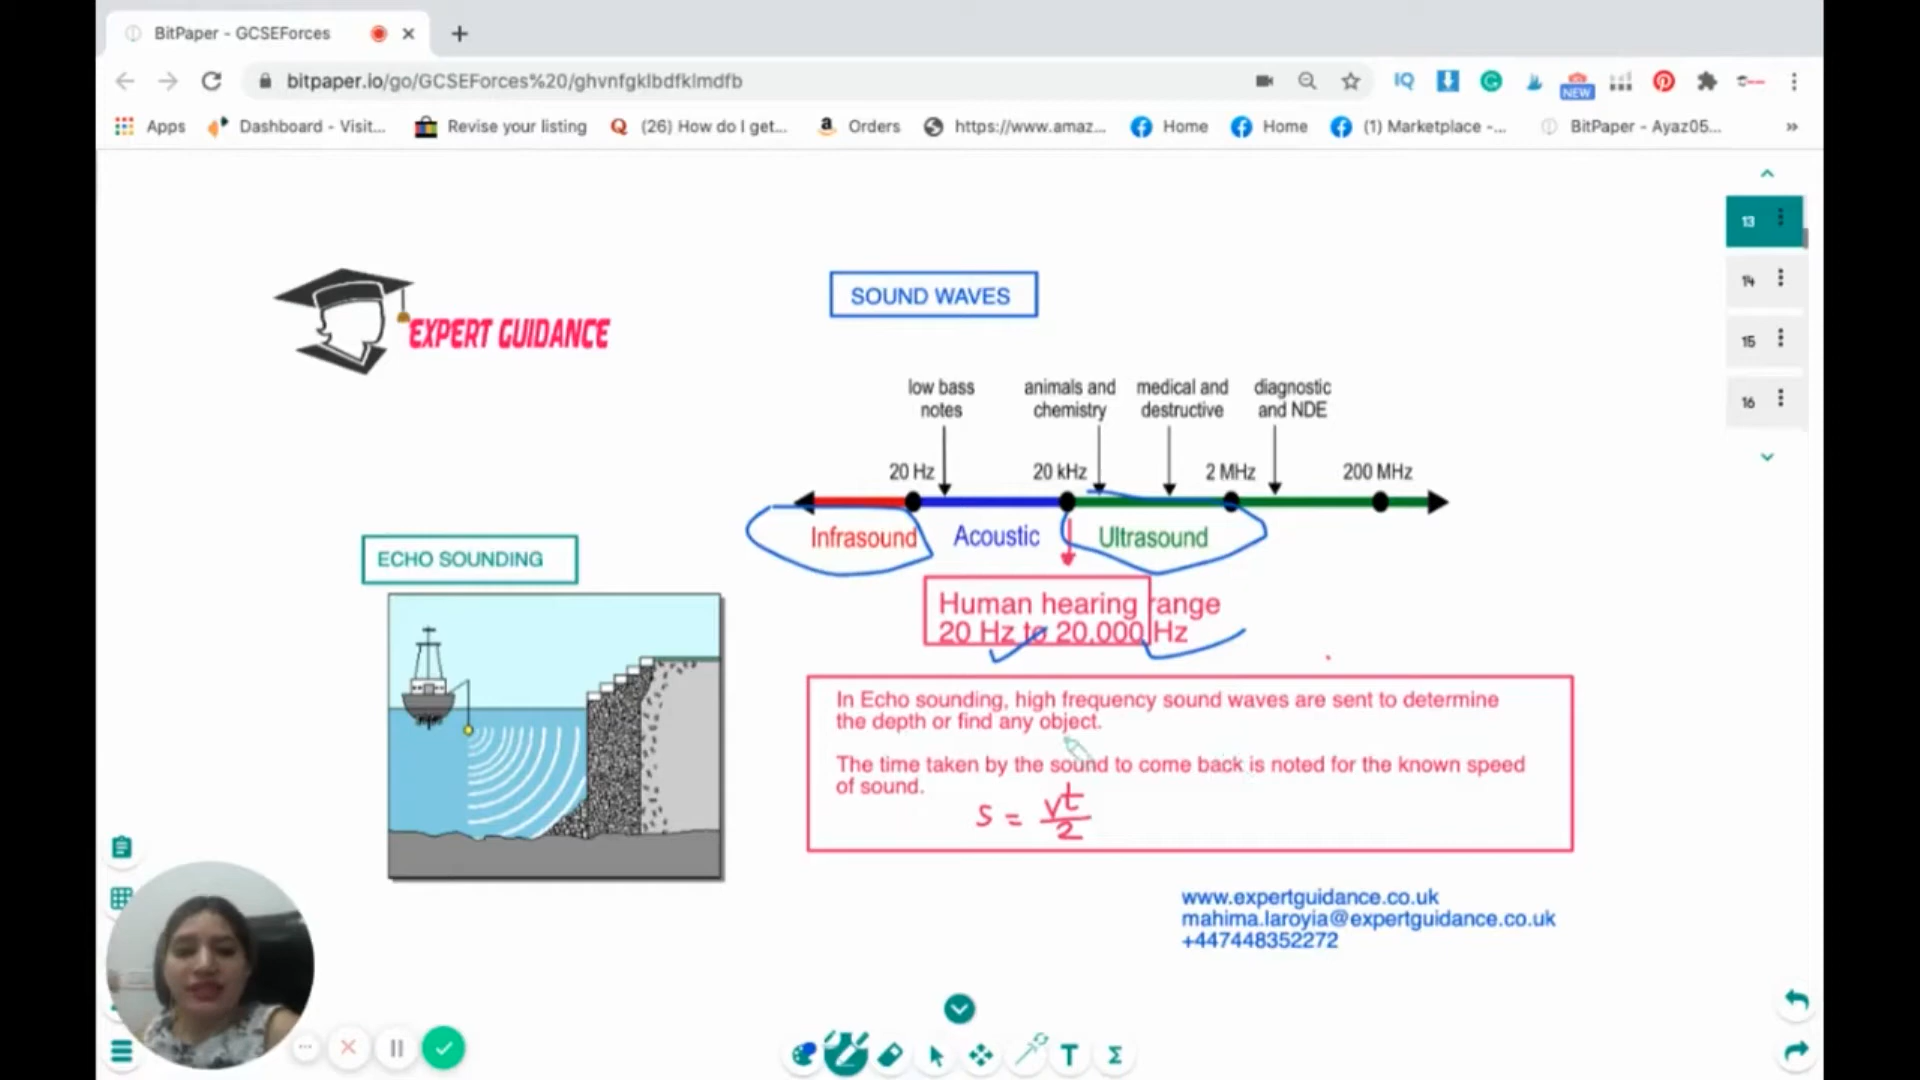 BitPaper - GCSEForces
bitpaper.io/go/GCSEForces%20/ghvnfgklbdfklmdfb
IQ
NEW
Apps
Dashboard - Visit...
Revise your listing
(26) How do I get...
Orders
https://www.amaz...
Home
Home
(1) Marketplace -...
BitPaper - Ayaz05...
13
14
15
16
EXPERT GUIDANCE
SOUND WAVES
low bass
notes
animals and
chemistry
medical and
destructive
diagnostic
and NDE
20 Hz
20 kHz
2 MHz
200 MHz
Infrasound
Acoustic
Ultrasound
Human hearing range
20 Hz to 20,000 Hz
ECHO SOUNDING
In Echo sounding, high frequency sound waves are sent to determine
the depth or find any object.
The time taken by the sound to come back is noted for the known speed
of sound.
s = vt/2
www.expertguidance.co.uk
mahima.laroyia@expertguidance.co.uk
+447448352272